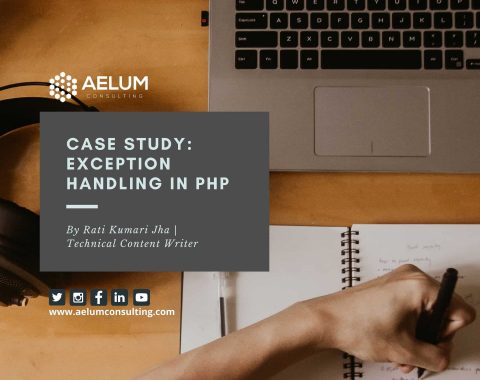 AELUM
CONSULTING
CASE STUDY:
EXCEPTION
HANDLING IN PHP
By Rati Kumari Jha |
Technical Content Writer
www.aelumconsulting.com